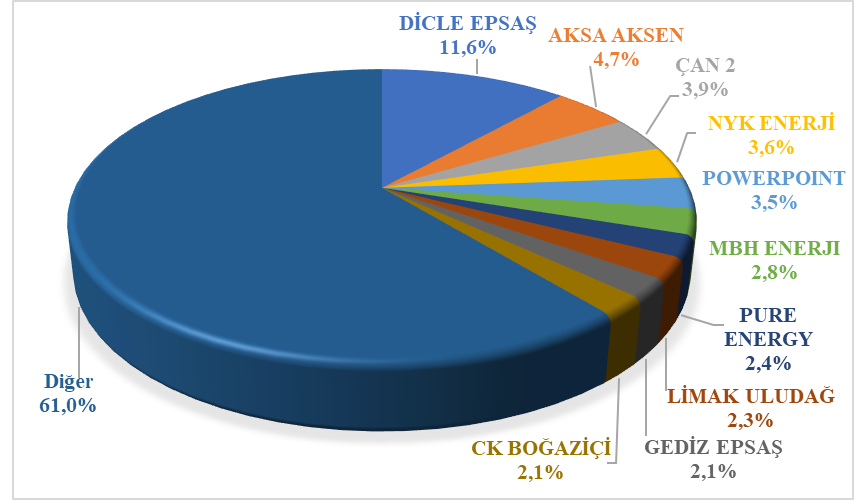 DİCLE EPSAŞ
11,6%
AKSA AKSEN
4,7%
ÇAN 2
3,9%
NYK ENERJİ
3,6%
POWERPOINT
3,5%
MBH ENERJI
2,8%
PURE
ENERGY
2,4%
LİMAK ULUDAĞ
2,3%
GEDİZ EPSAŞ
2,1%
CK BOĞAZİÇİ
2,1%
Diğer
61,0%